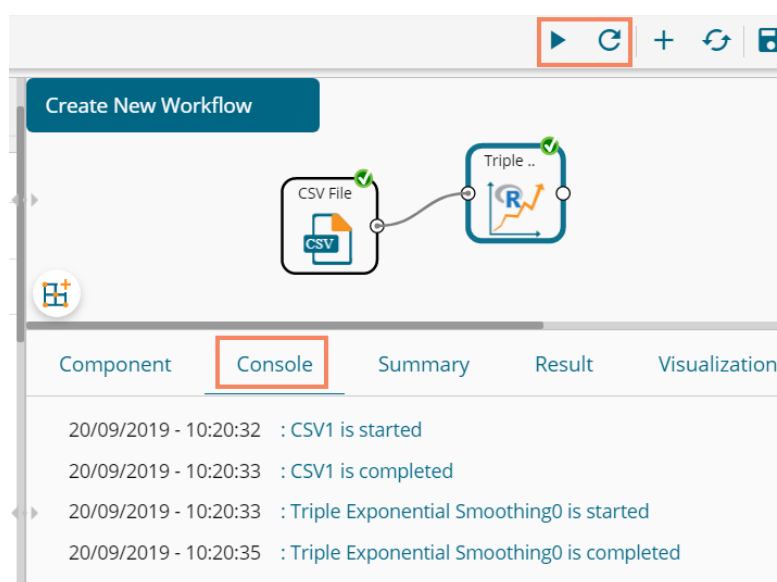 Create New Workflow
Triple ..
R
CSV File
CSV
Component Console Summary Result Visualization
20/09/2019 - 10:20:32 : CSV1 is started
20/09/2019 - 10:20:33 : CSV1 is completed
20/09/2019 - 10:20:33 : Triple Exponential Smoothing0 is started
20/09/2019 - 10:20:35 : Triple Exponential Smoothing0 is completed